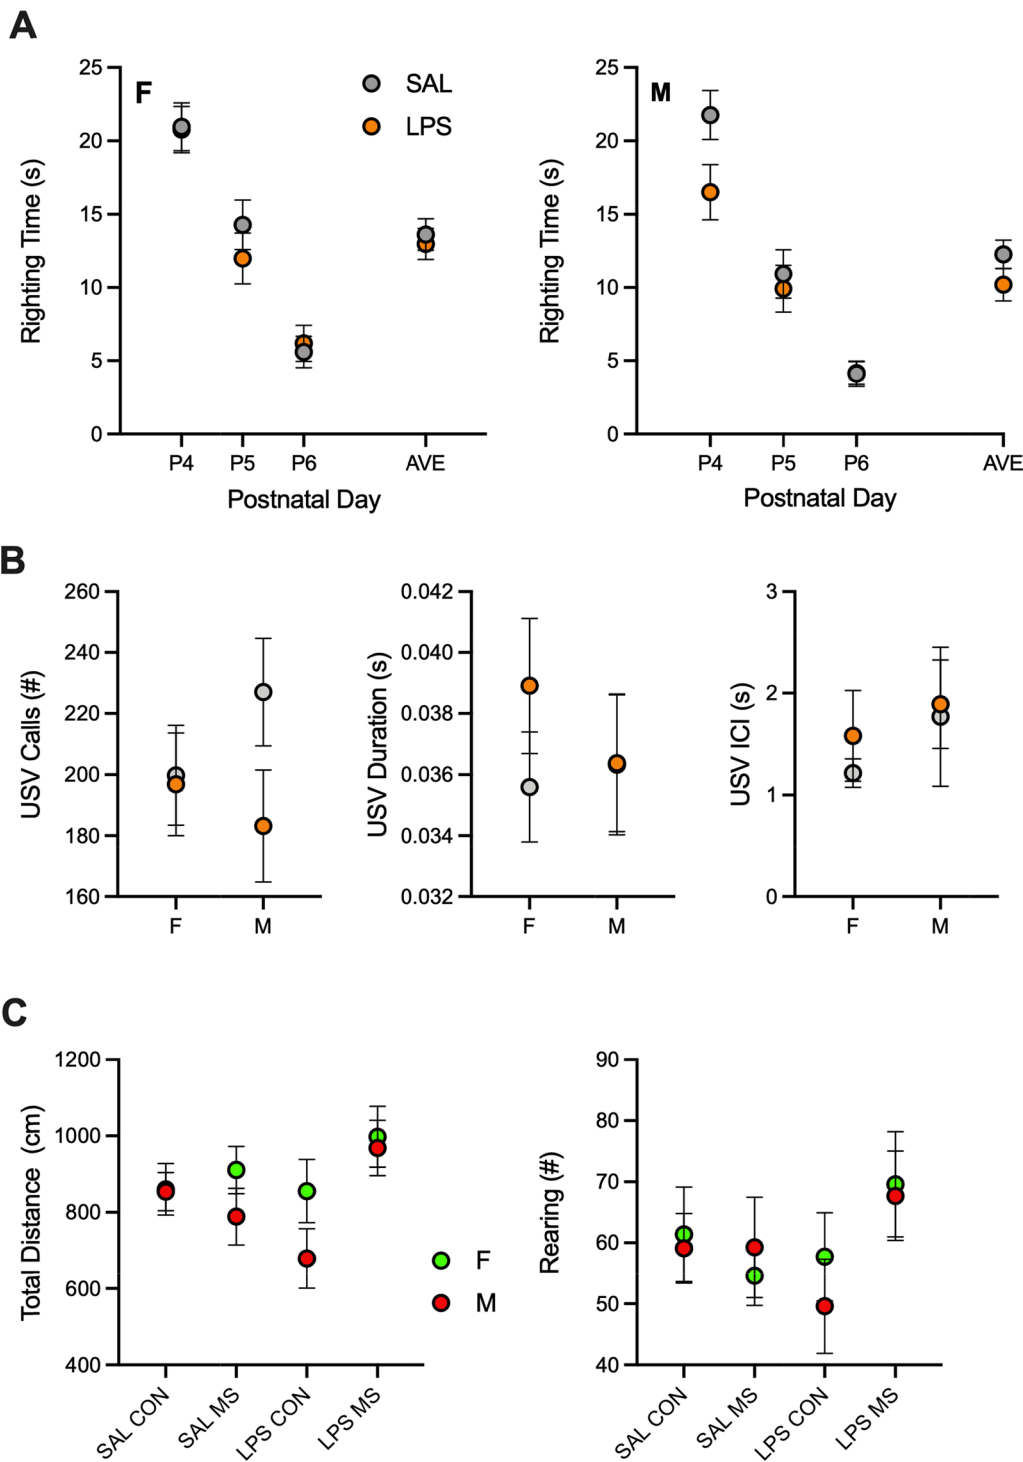 A
F
SAL
LPS
25
20
15
10
5
0
Righting Time (s)
P4 P5 P6 AVE
Postnatal Day
M
25
20
15
10
5
0
Righting Time (s)
P4 P5 P6 AVE
Postnatal Day
B
260
240
220
200
180
160
USV Calls (#)
F M
0.042
0.040
0.038
0.036
0.034
0.032
USV Duration (s)
F M
3
2
1
0
USV ICI (s)
F M
C
1200
1000
800
600
400
Total Distance (cm)
SAL CON
SAL MS
LPS CON
LPS MS
F
M
90
80
70
60
50
40
Rearing (#)
SAL CON
SAL MS
LPS CON
LPS MS